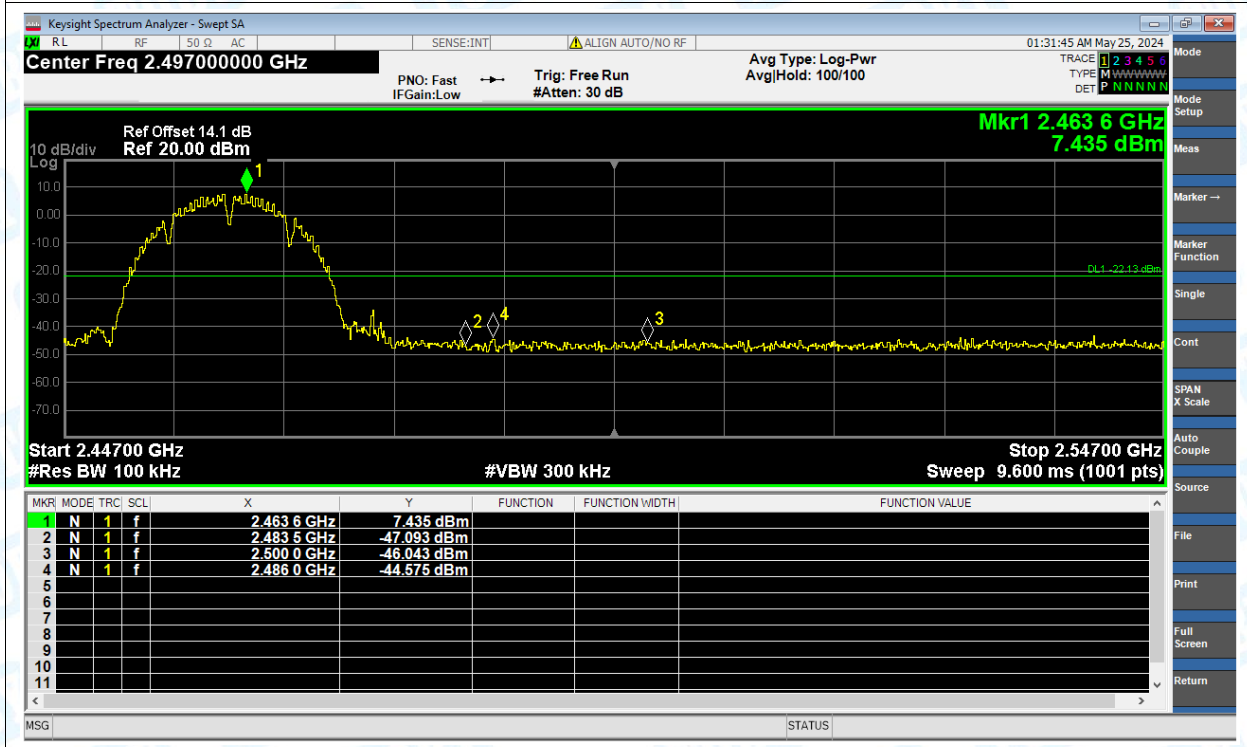 Keysight Spectrum Analyzer - Swept SA
LXI RL RF 50 Ω AC SENSE:INT ALIGN AUTO/NO RF 01:31:45 AM May 25, 2024
Center Freq 2.497000000 GHz
PNO: Fast
IFGain:Low
Trig: Free Run
#Atten: 30 dB
Avg Type: Log-Pwr
Avg|Hold: 100/100
TRACE 1 2 3 4 5 6
TYPE M W W W W W
DET P N N N N N
Mkr1 2.463 6 GHz
7.435 dBm
Ref Offset 14.1 dB
10 dB/div Ref 20.00 dBm
Log
10.0
0.00
-10.0
-20.0
-30.0
-40.0
-50.0
-60.0
-70.0
1
2
4
3
DL1 -22.13 dBm
Start 2.44700 GHz Stop 2.54700 GHz
#Res BW 100 kHz #VBW 300 kHz Sweep 9.600 ms (1001 pts)
MKR MODE TRC SCL X Y FUNCTION FUNCTION WIDTH FUNCTION VALUE
1 N 1 f 2.463 6 GHz 7.435 dBm
2 N 1 f 2.483 5 GHz -47.093 dBm
3 N 1 f 2.500 0 GHz -46.043 dBm
4 N 1 f 2.486 0 GHz -44.575 dBm
5
6
7
8
9
10
11
MSG STATUS
Mode
Mode
Setup
Meas
Marker →
Marker
Function
Single
Cont
SPAN
X Scale
Auto
Couple
Source
File
Print
Full
Screen
Return